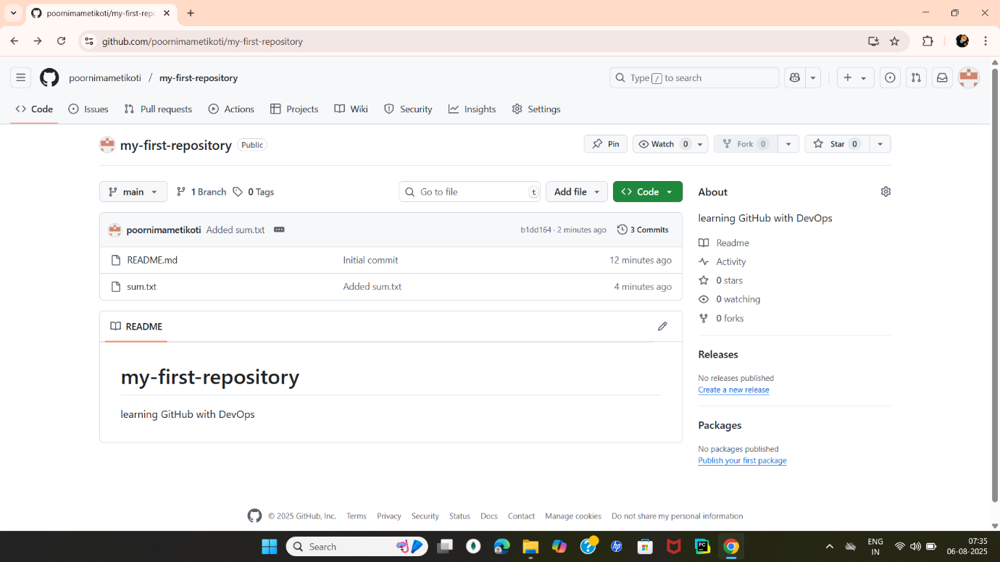 poornimametikoti/my-first-rep
github.com/poornimametikoti/my-first-repository
poornimametikoti / my-first-repository
Type / to search
Code Issues Pull requests Actions Projects Wiki Security Insights Settings
my-first-repository Public
Pin Watch 0 Fork 0 Star 0
main 1 Branch 0 Tags Go to file t Add file Code
poornimametikoti Added sum.txt b1dd164 · 2 minutes ago 3 Commits
README.md Initial commit 12 minutes ago
sum.txt Added sum.txt 4 minutes ago
README
my-first-repository
learning GitHub with DevOps
About
learning GitHub with DevOps
Readme
Activity
0 stars
0 watching
0 forks
Releases
No releases published
Create a new release
Packages
No packages published
Publish your first package
© 2025 GitHub, Inc. Terms Privacy Security Status Docs Contact Manage cookies Do not share my personal information
Search
PC
hp
ENG
IN
07:35
06-08-2025